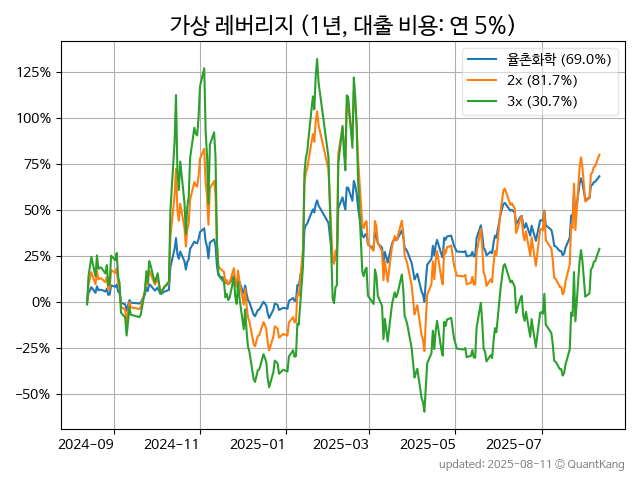 가상 레버리지 (1년, 대출 비용: 연 5%)
율촌화학 (69.0%)
2x (81.7%)
3x (30.7%)
125%
100%
75%
50%
25%
0%
−25%
−50%
2024-09
2024-11
2025-01
2025-03
2025-05
2025-07
updated: 2025-08-11 © QuantKang